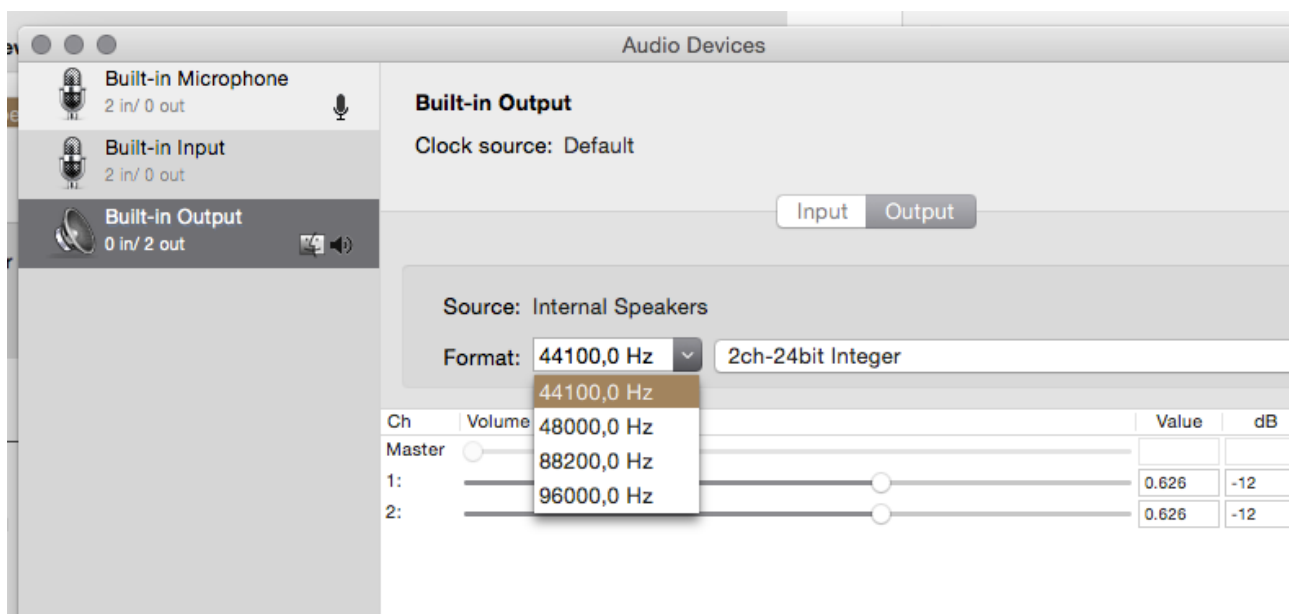 Audio Devices
Built-in Microphone
2 in/ 0 out
Built-in Input
2 in/ 0 out
Built-in Output
0 in/ 2 out
Built-in Output
Clock source: Default
Input Output
Source: Internal Speakers
Format: 44100,0 Hz 2ch-24bit Integer
44100,0 Hz
48000,0 Hz
88200,0 Hz
96000,0 Hz
Ch Volume Value dB
Master
1: 0.626 -12
2: 0.626 -12